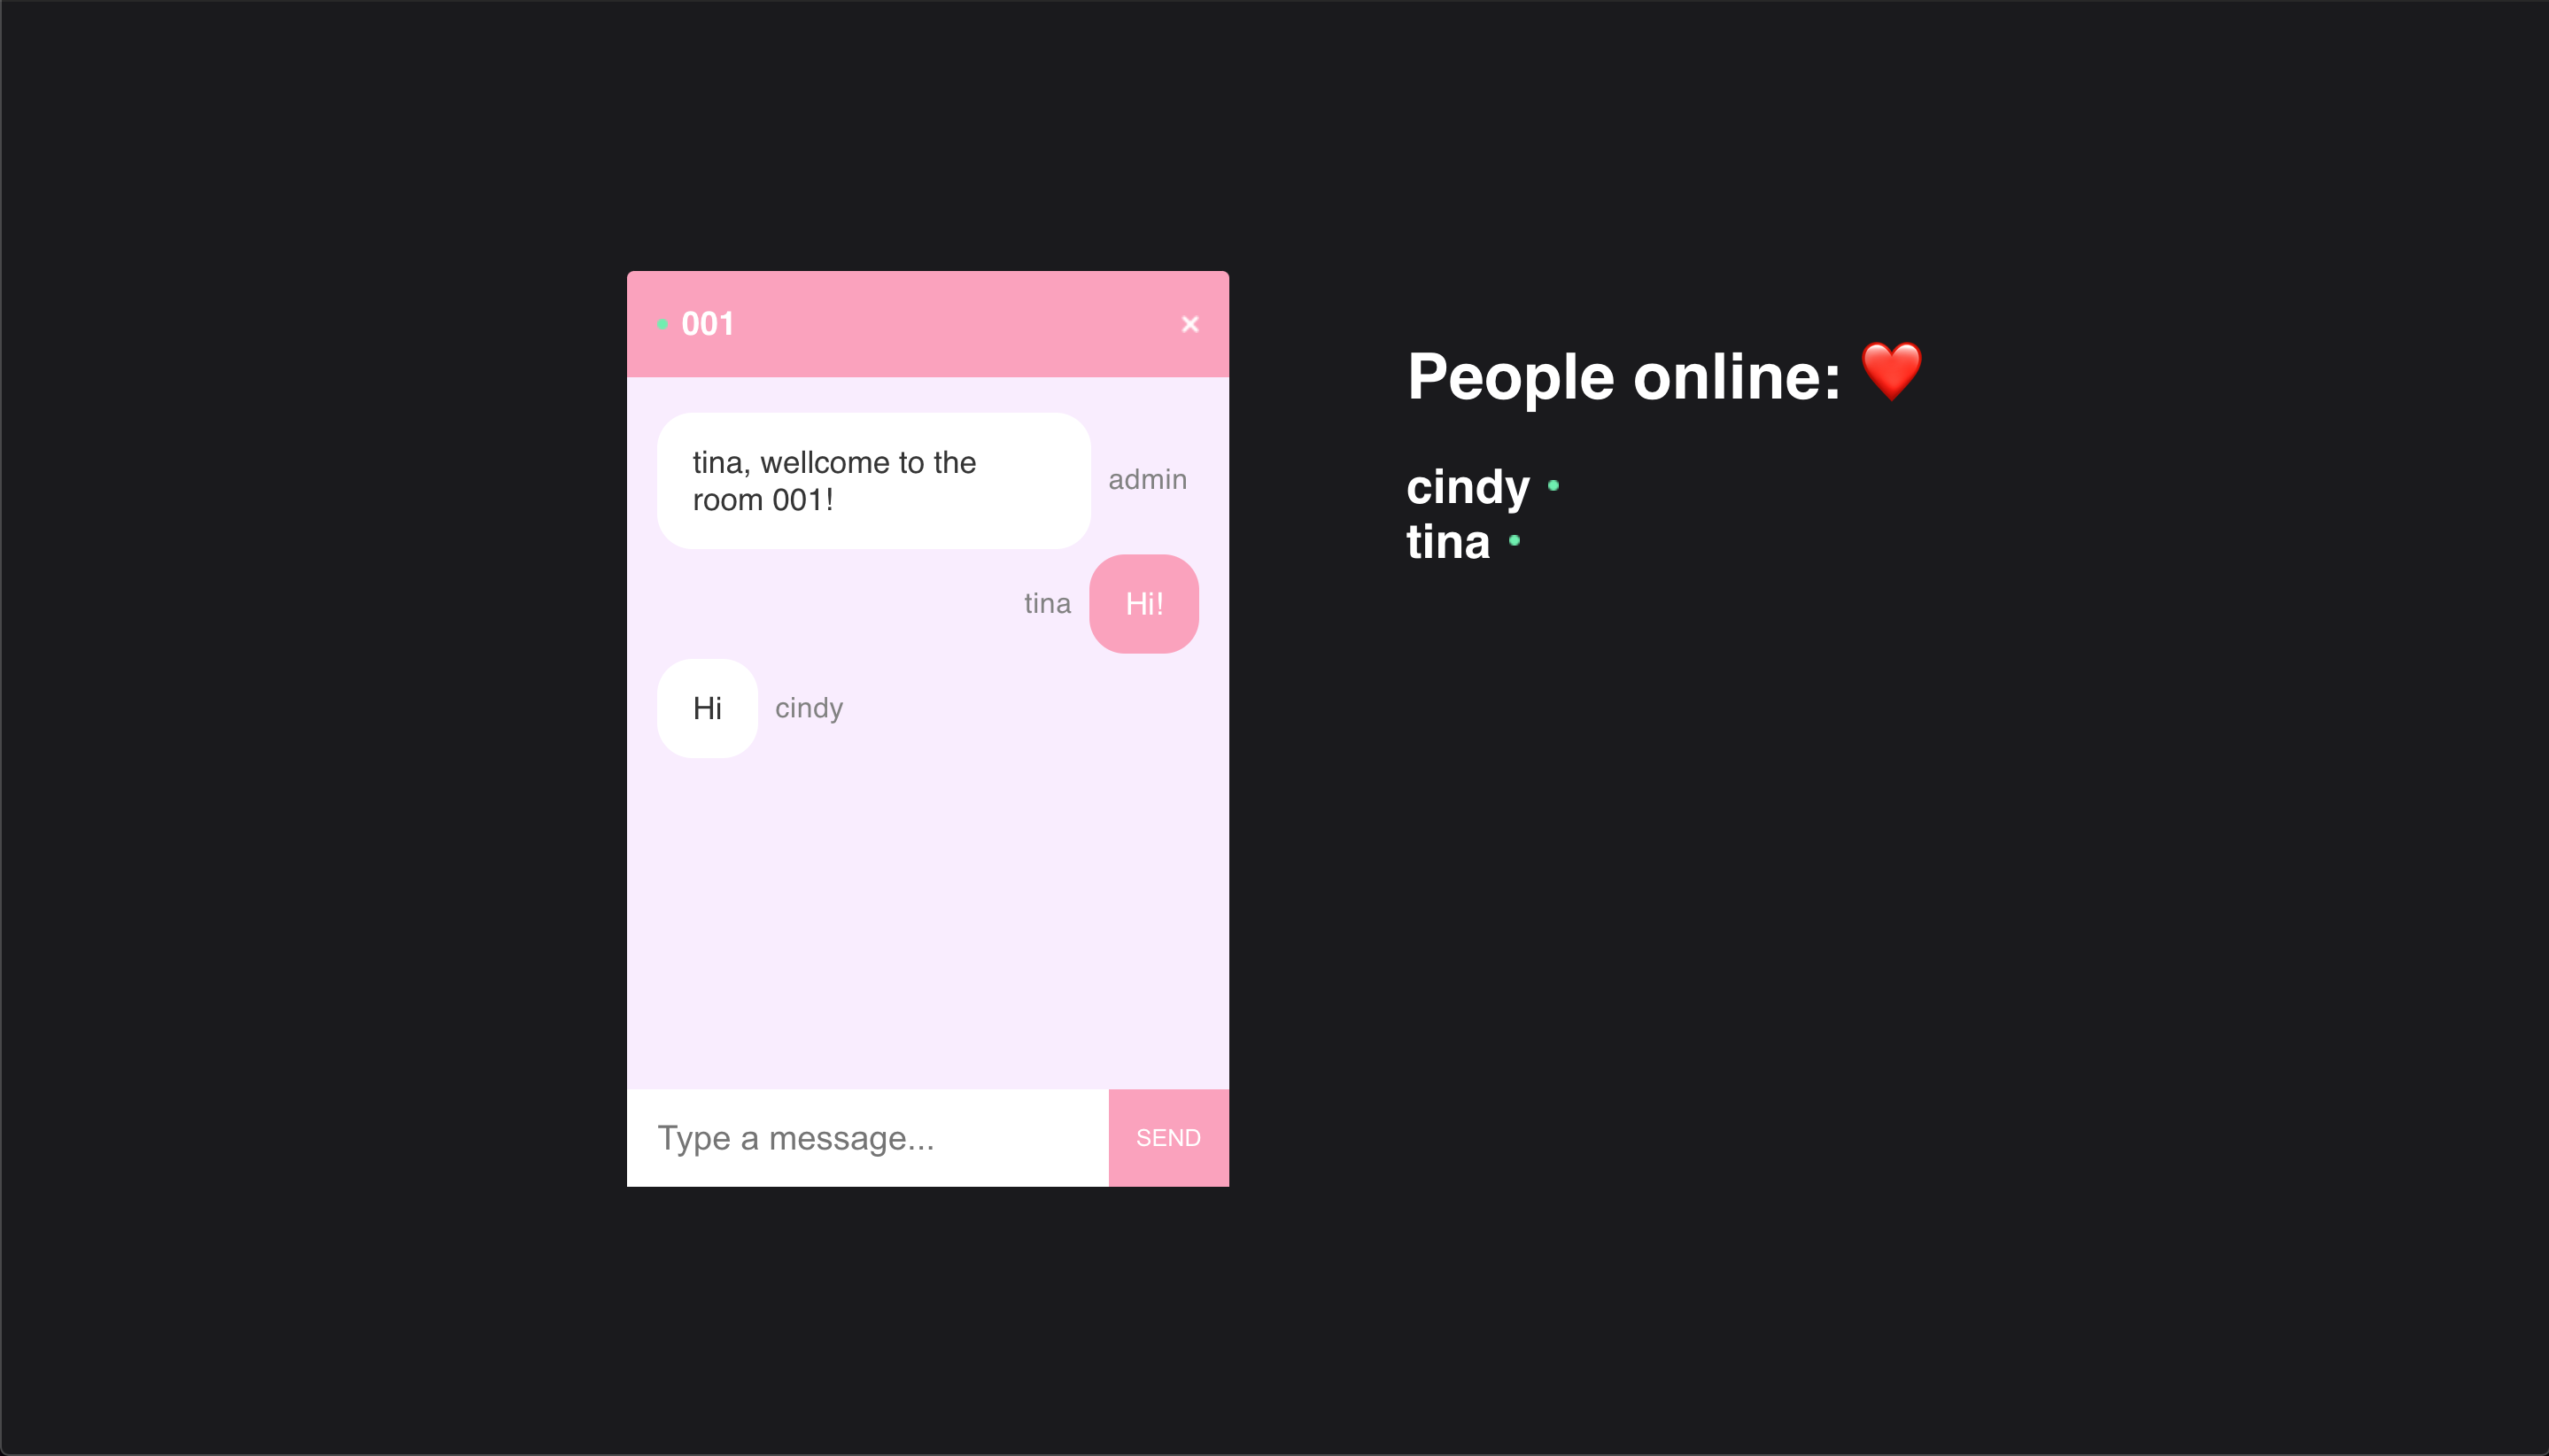 001
tina, wellcome to the
room 001!
admin
tina
Hi!
Hi
cindy
Type a message...
SEND
People online: ❤️
cindy
tina